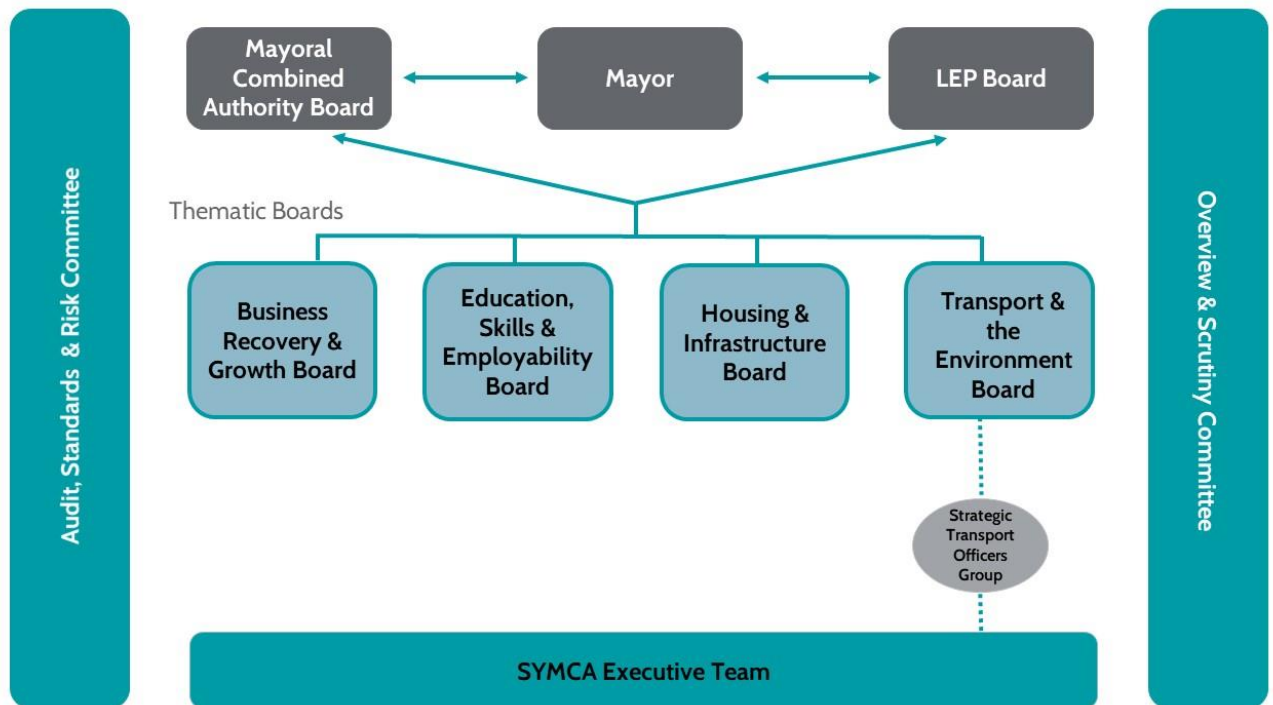 Audit, Standards & Risk Committee
Mayoral
Combined
Authority Board
Mayor
LEP Board
Thematic Boards
Business
Recovery &
Growth Board
Education,
Skills &
Employability
Board
Housing &
Infrastructure
Board
Transport &
the
Environment
Board
Strategic
Transport
Officers
Group
SYMCA Executive Team
Overview & Scrutiny Committee